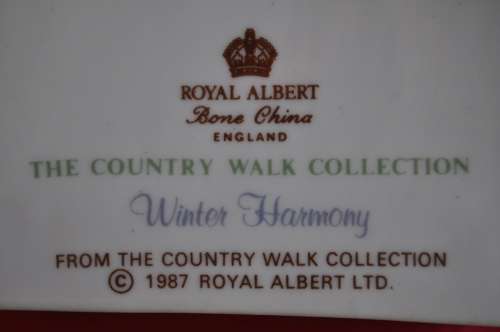 ROYAL ALBERT
Bone China
ENGLAND
THE COUNTRY WALK COLLECTION
Winter Harmony
FROM THE COUNTRY WALK COLLECTION
© 1987 ROYAL ALBERT LTD.